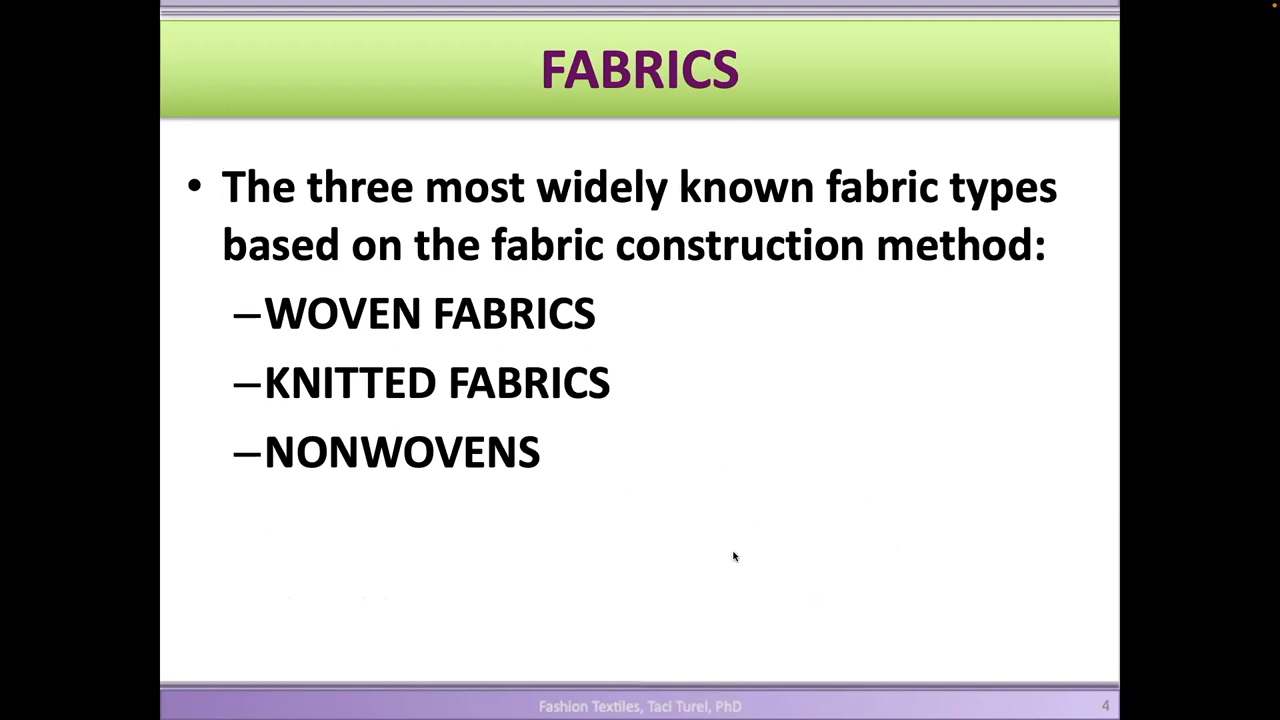 FABRICS
• The three most widely known fabric types
based on the fabric construction method:
–WOVEN FABRICS
–KNITTED FABRICS
–NONWOVENS
Fashion Textiles, Taci Turel, PhD
4